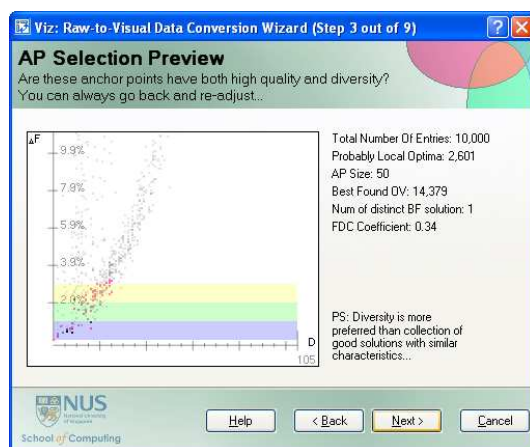 Viz: Raw-to-Visual Data Conversion Wizard (Step 3 out of 9)
AP Selection Preview
Are these anchor points have both high quality and diversity?
You can always go back and re-adjust...
ΔF
9.9%
7.9%
5.9%
3.9%
2.0%
D
105
Total Number Of Entries: 10,000
Probably Local Optima: 2,601
AP Size: 50
Best Found OV: 14,379
Num of distinct BF solution: 1
FDC Coefficient: 0.34
PS: Diversity is more
preferred than collection of
good solutions with similar
characteristics...
NUS
National University
of Singapore
School of Computing
Help
< Back
Next >
Cancel